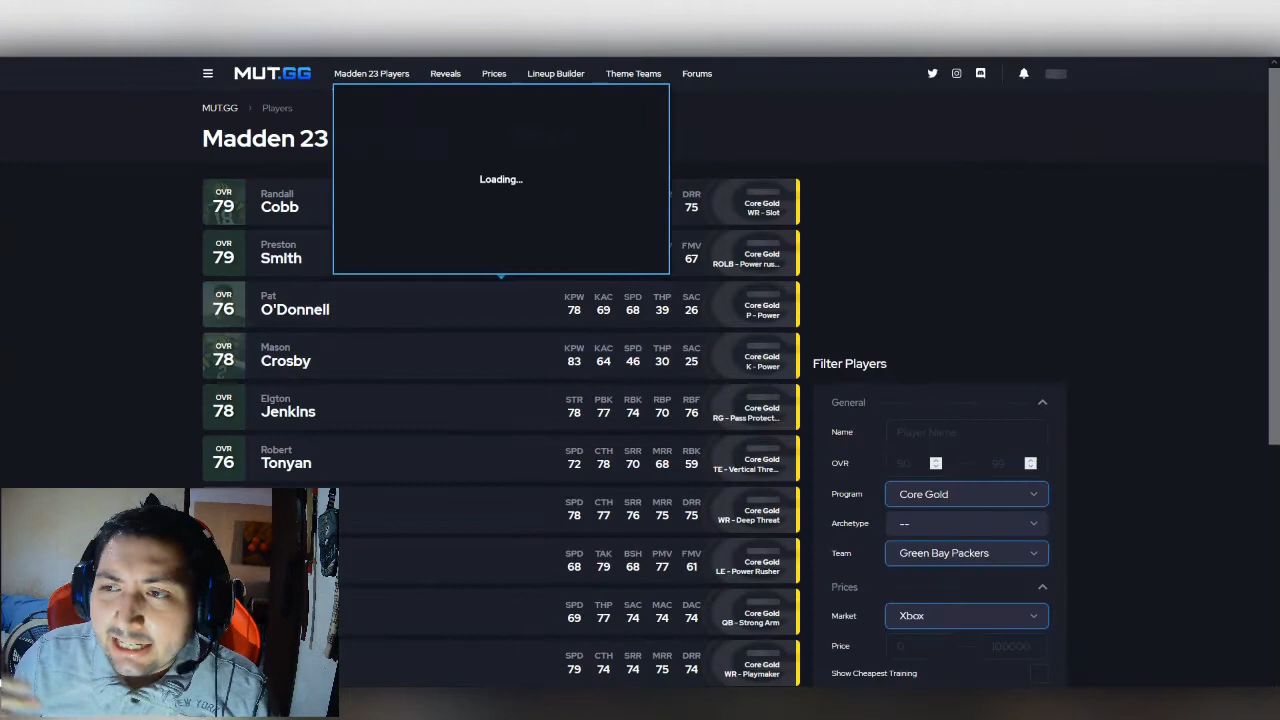 MUT.GG Madden 23 Players Reveals Prices Lineup Builder Theme Teams Forums
MUT.GG Players
Madden 23
Loading...
OVR 79 Randall Cobb DRR 75 Core Gold WR - Slot
OVR 79 Preston Smith FMV 67 Core Gold ROLB - Power rus...
OVR 76 Pat O'Donnell KPW 78 KAC 69 SPD 68 THP 39 SAC 26 Core Gold P - Power
OVR 78 Mason Crosby KPW 83 KAC 64 SPD 46 THP 30 SAC 25 Core Gold K - Power
OVR 78 Elgton Jenkins STR 78 PBK 77 RBK 74 RBP 70 RBF 76 Core Gold RG - Pass Protect...
OVR 76 Robert Tonyan SPD 72 CTH 78 SRR 70 MRR 68 RBK 59 Core Gold TE - Vertical Thre...
SPD 78 CTH 77 SRR 76 MRR 75 DRR 75 Core Gold WR - Deep Threat
SPD 68 TAK 79 BSH 68 PMV 77 FMV 61 Core Gold LE - Power Rusher
SPD 69 THP 77 SAC 74 MAC 74 DAC 74 Core Gold QB - Strong Arm
SPD 79 CTH 74 SRR 74 MRR 75 DRR 74 Core Gold WR - Playmaker
Filter Players
General
Name Player Name
OVR 50 — 99
Program Core Gold
Archetype --
Team Green Bay Packers
Prices
Market Xbox
Price 0 — 100000
Show Cheapest Training